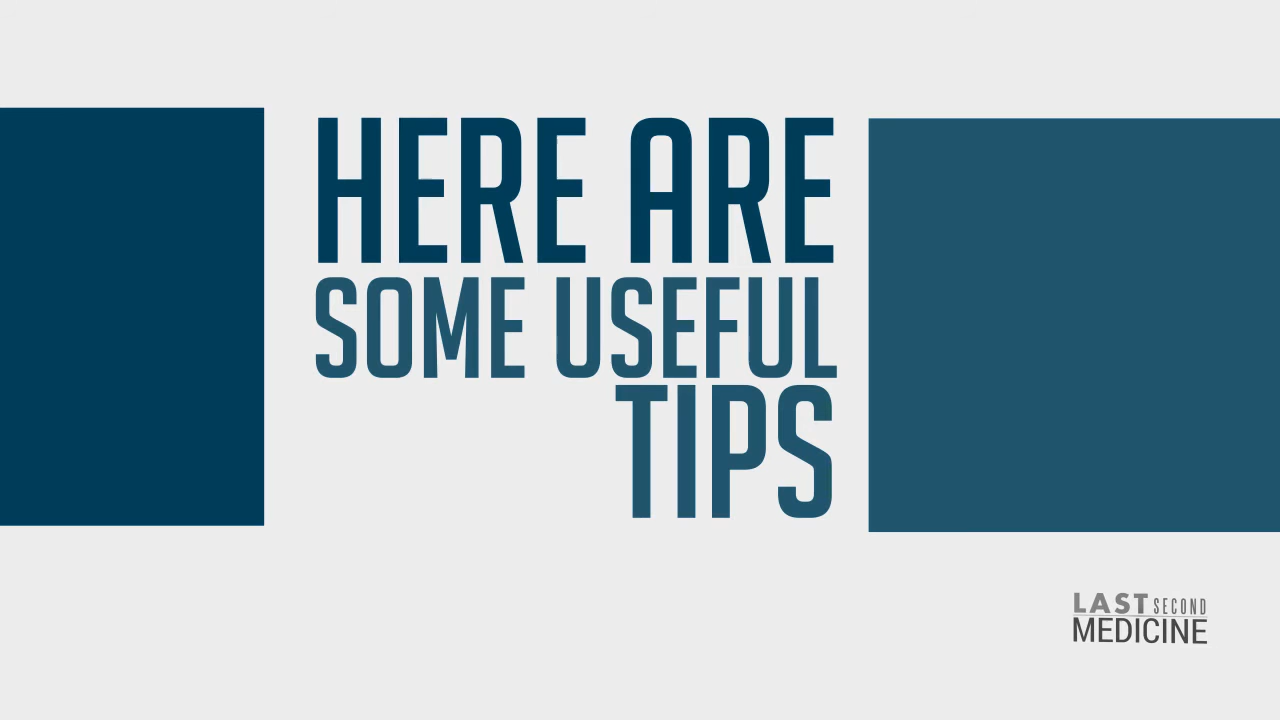 HERE ARE
SOME USEFUL
TIPS
LAST SECOND
MEDICINE